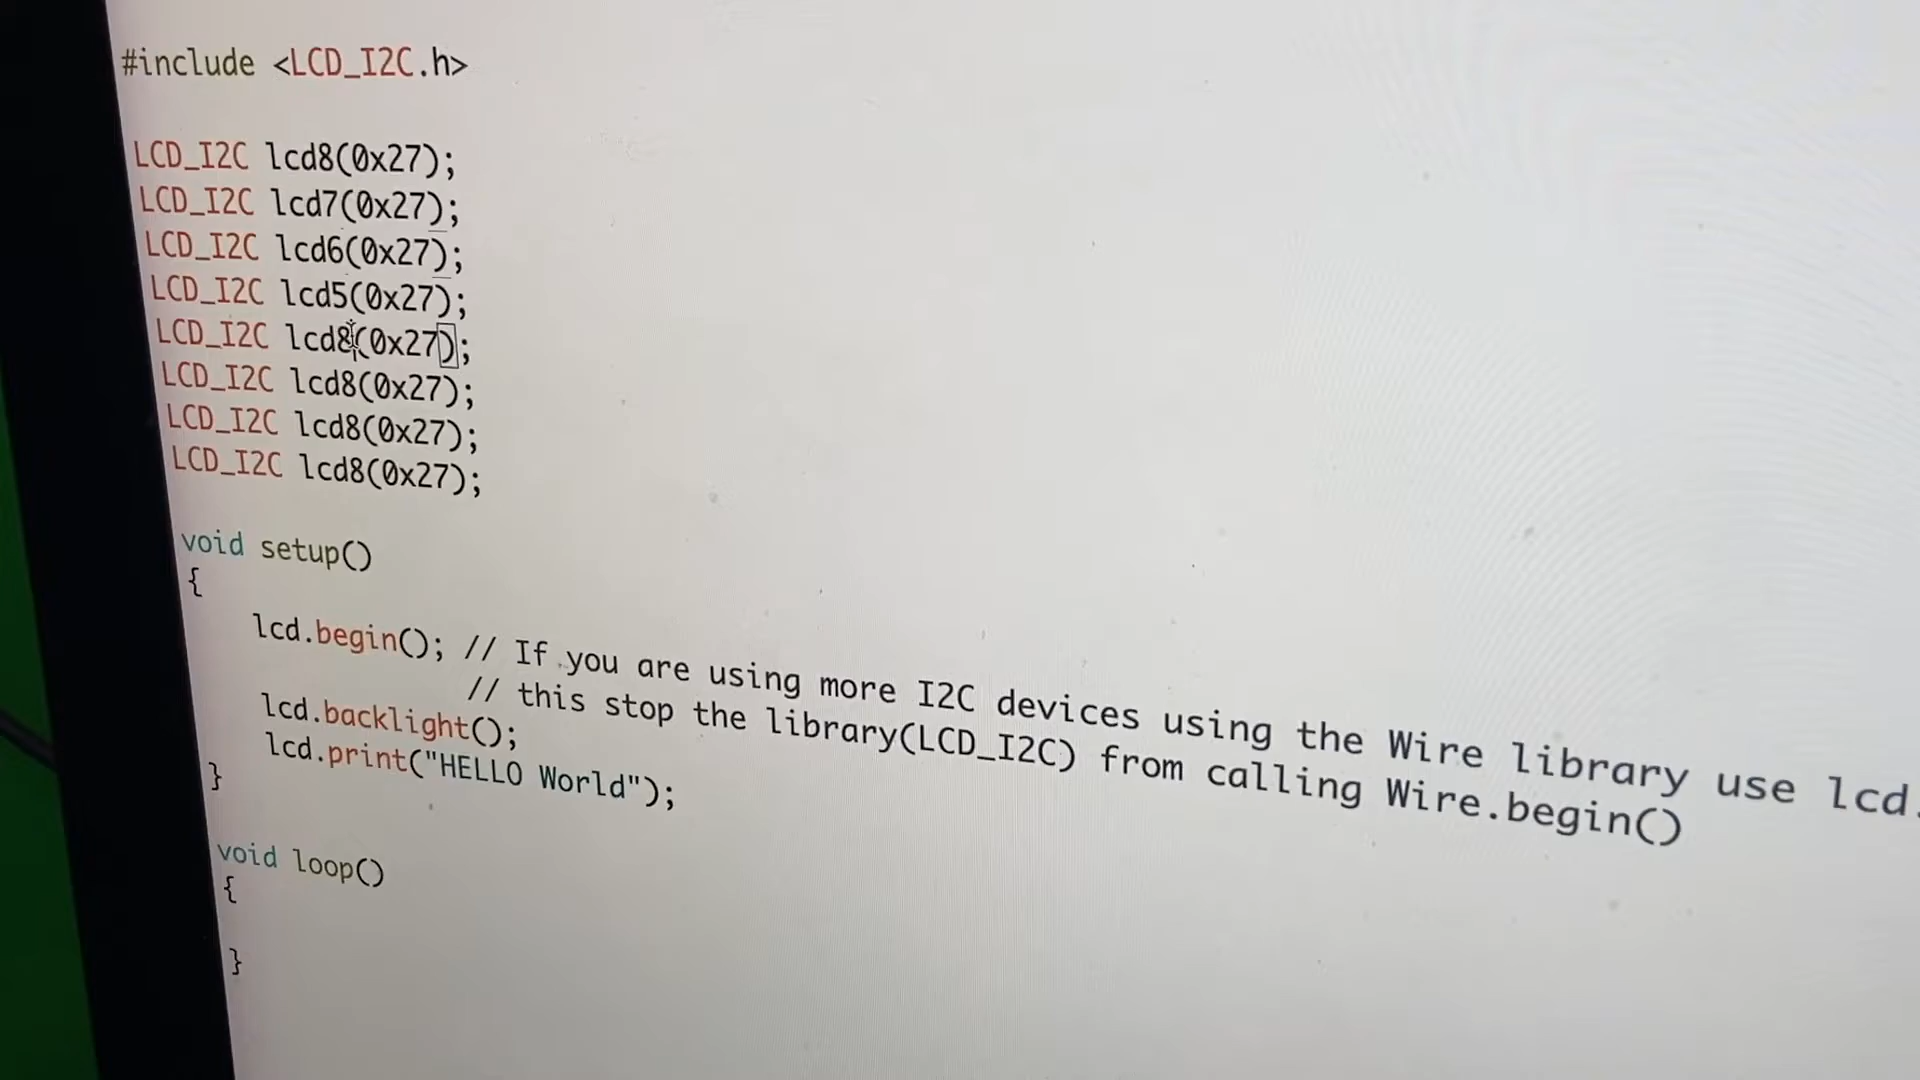 #include <LCD_I2C.h>
LCD_I2C lcd8(0x27);
LCD_I2C lcd7(0x27);
LCD_I2C lcd6(0x27);
LCD_I2C lcd5(0x27);
LCD_I2C lcd8(0x27);
LCD_I2C lcd8(0x27);
LCD_I2C lcd8(0x27);
LCD_I2C lcd8(0x27);
void setup()
{
lcd.begin(); // If you are using more I2C devices using the Wire library use lcd.
// this stop the library(LCD_I2C) from calling Wire.begin()
lcd.backlight();
lcd.print("HELLO World");
}
void loop()
{
}